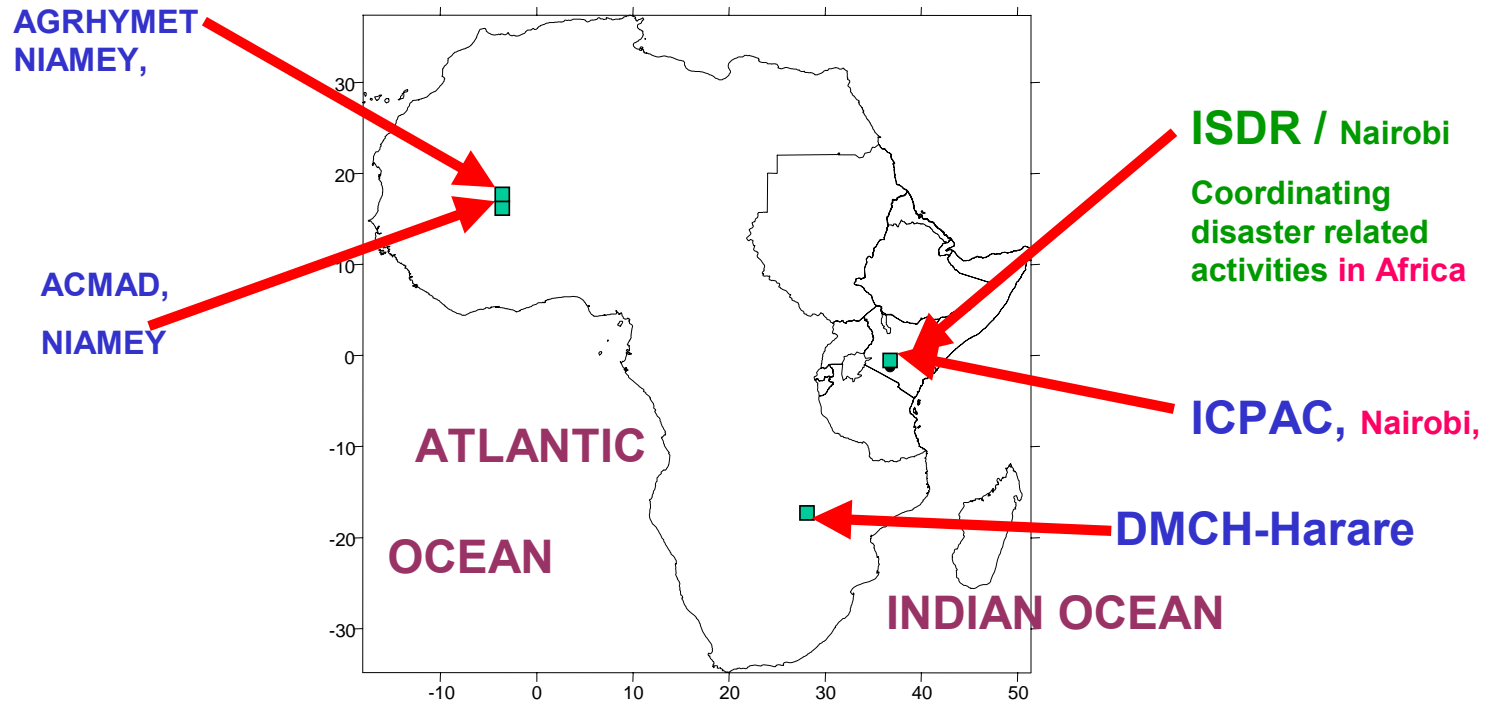 AGRHYMET
NIAMEY,
ACMAD,
NIAMEY
ISDR / Nairobi
Coordinating
disaster related
activities in Africa
ICPAC, Nairobi,
DMCH-Harare
ATLANTIC
OCEAN
INDIAN OCEAN
30
20
10
0
-10
-20
-30
-10 0 10 20 30 40 50